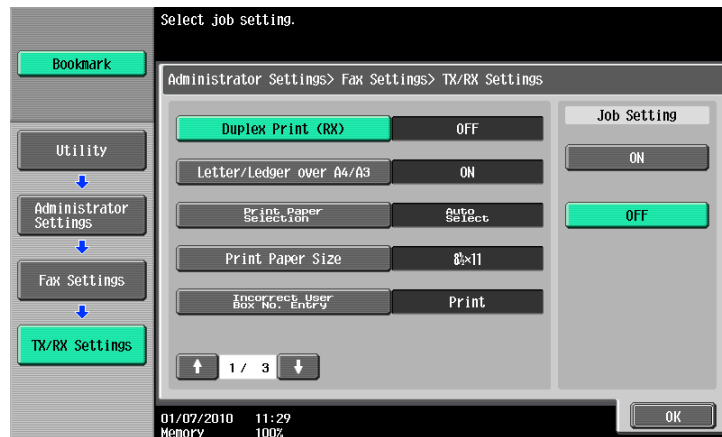 Select job setting.
Bookmark
Administrator Settings> Fax Settings> TX/RX Settings
Utility
Administrator
Settings
Fax Settings
TX/RX Settings
Duplex Print (RX) OFF
Letter/Ledger over A4/A3 ON
Print Paper
Selection
Auto
Select
Print Paper Size 8½×11
Incorrect User
Box No. Entry
Print
1/ 3
Job Setting
ON
OFF
01/07/2010 11:29
Memory 100%
OK